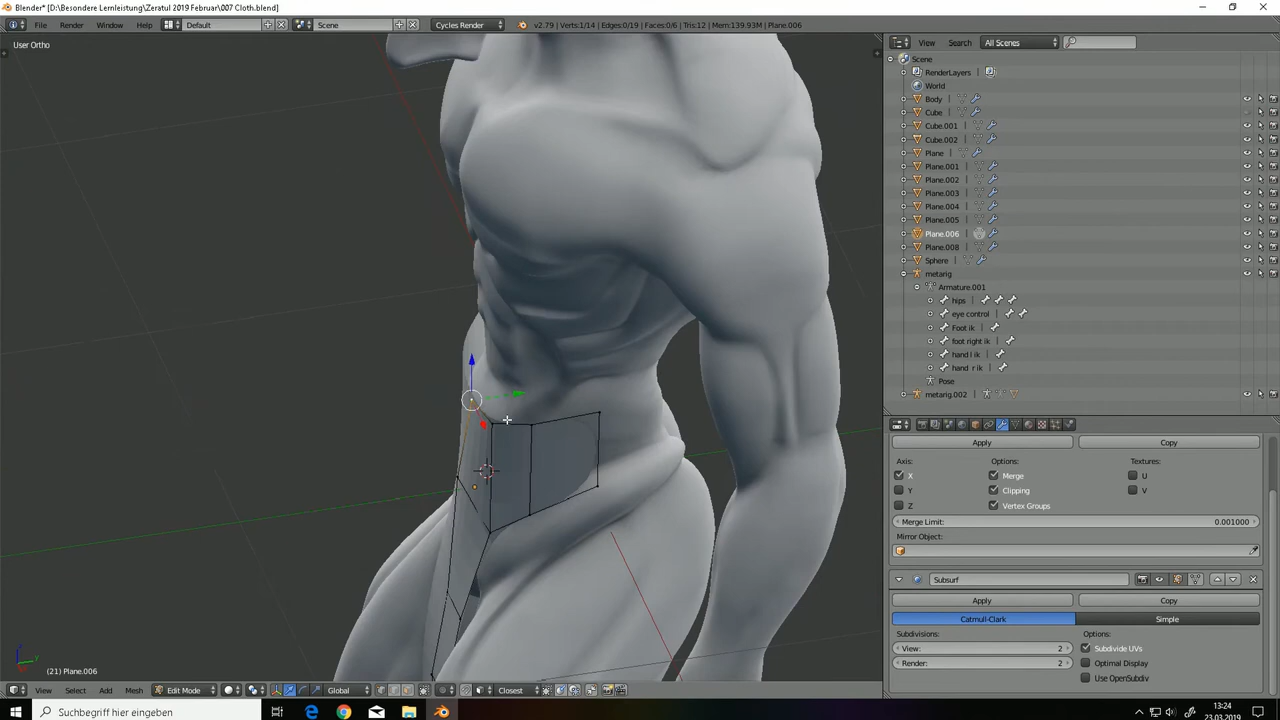 Blender* [D:\Besondere Lernleistung\Zeratul 2019 Februar\007 Cloth.blend]
File Render Window Help Default Scene Cycles Render v2.79 | Verts:1/14 | Edges:0/19 | Faces:0/6 | Tris:12 | Mem:139.93M | Plane.006
User Ortho
View Search All Scenes
Scene
RenderLayers
World
Body
Cube
Cube.001
Cube.002
Plane
Plane.001
Plane.002
Plane.003
Plane.004
Plane.005
Plane.006
Plane.008
Sphere
metarig
Armature.001
hips
eye control
Foot ik
foot right ik
hand l ik
hand r ik
Pose
metarig.002
Apply Copy
Axis: Options: Textures:
X Merge U
Y Clipping V
Z Vertex Groups
Merge Limit: 0.001000
Mirror Object:
Subsurf
Apply Copy
Catmull-Clark Simple
Subdivisions: Options:
View: 2 Subdivide UVs
Render: 2 Optimal Display
Use OpenSubdiv
z y
(21) Plane.006
View Select Add Mesh Edit Mode Global Closest
Suchbegriff hier eingeben
13:24
23.03.2019